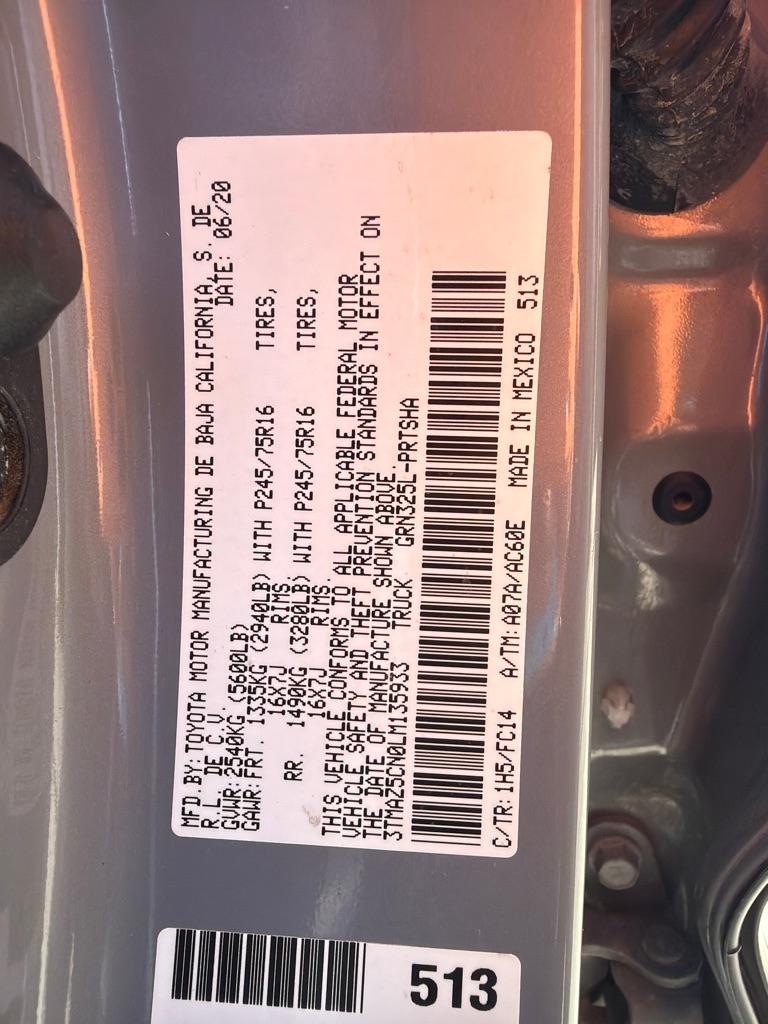 MFD.BY:TOYOTA MOTOR MANUFACTURING DE BAJA CALIFORNIA, S. DE
R.L. DE C.V. DATE: 06/20
GVWR:2540KG (5600LB)
GAWR:FRT. 1335KG (2940LB) WITH P245/75R16 TIRES,
16X7J RIMS.
RR. 1490KG (3280LB) WITH P245/75R16 TIRES,
16X7J RIMS.
THIS VEHICLE CONFORMS TO ALL APPLICABLE FEDERAL MOTOR
VEHICLE SAFETY AND THEFT PREVENTION STANDARDS IN EFFECT ON
THE DATE OF MANUFACTURE SHOWN ABOVE.
3TMAZ5CN0LM135933 TRUCK GRN325L-PRTSHA
C/TR:1H5/FC14 A/TM:A07A/AC60E MADE IN MEXICO 513
513